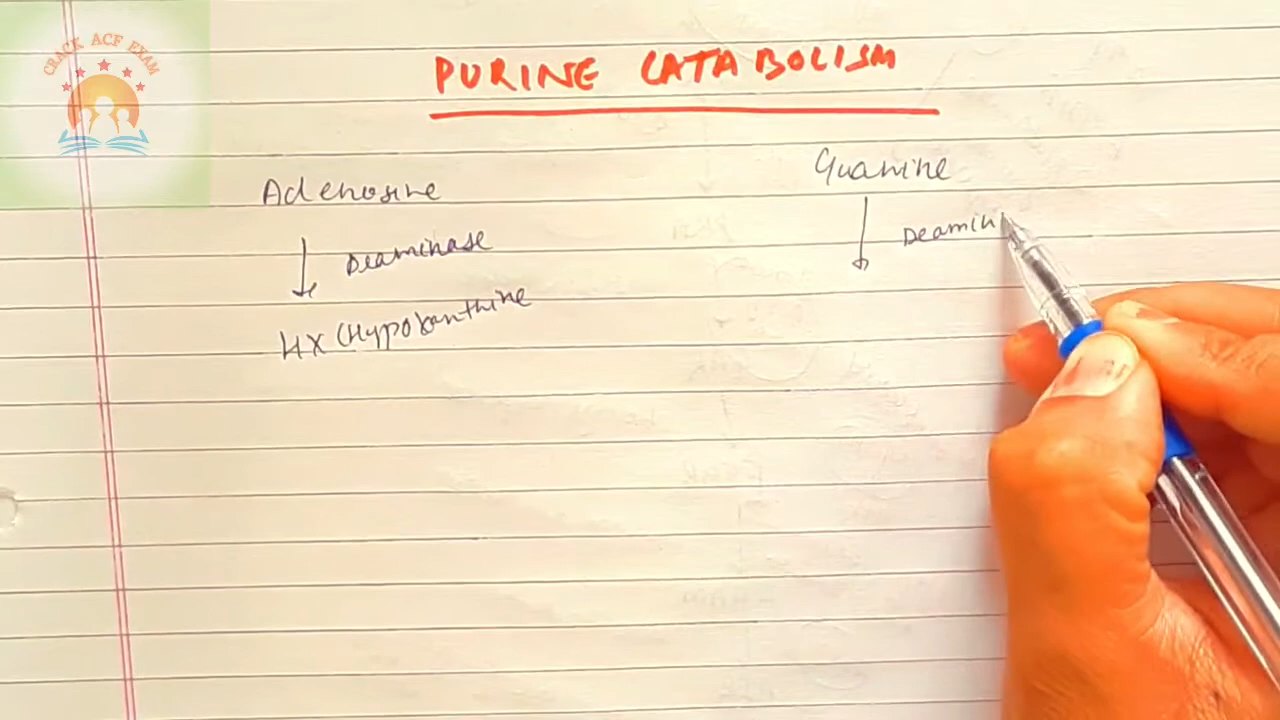 CRACK ACF EXAM
PURINE CATABOLISM
Adenosine
Deaminase
HX (Hypoxanthine
Guanine
Deamin